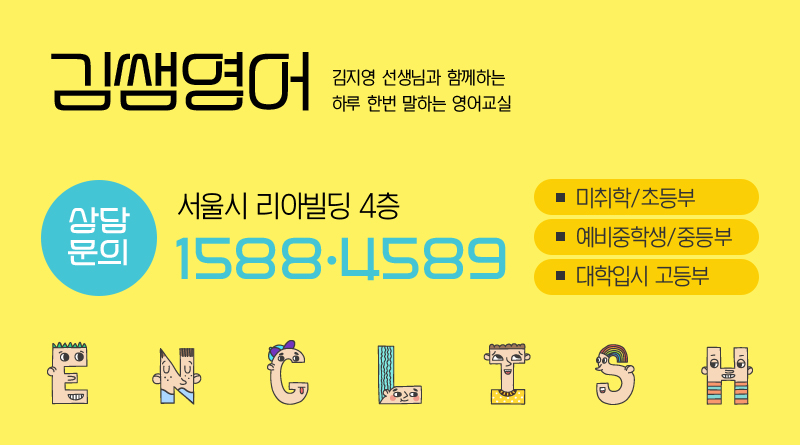 김쌤영어
김지영 선생님과 함께하는
하루 한번 말하는 영어교실
상담
문의
서울시 리아빌딩 4층
1588·4589
미취학/초등부
예비중학생/중등부
대학입시 고등부
ENGLISH